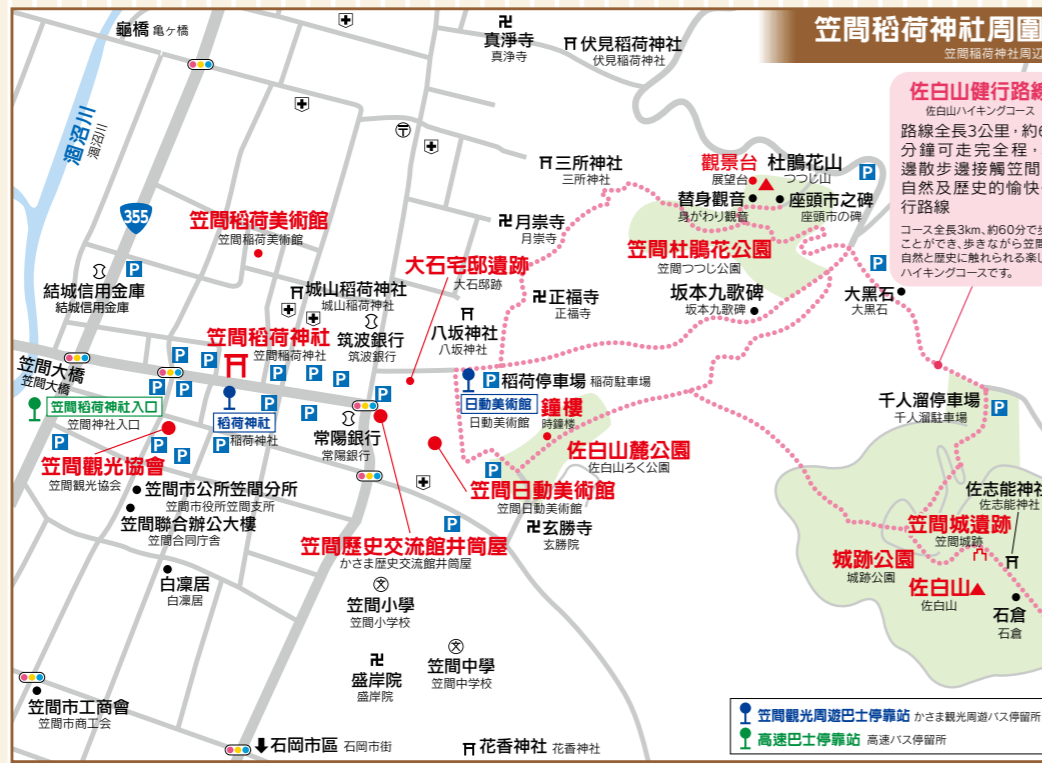 笠間稻荷神社周圍
笠間稲荷神社周辺
龜橋 亀ヶ橋
卍
真淨寺
真浄寺
伏見稻荷神社
伏見稲荷神社
佐白山健行路線
佐白山ハイキングコース
路線全長3公里，約6
分鐘可走完全程，
邊散步邊接觸笠間
自然及歷史的愉快
行路線
コース全長3km、約60分で歩
ことができ、歩きながら笠間
自然と歴史に触れられる楽し
ハイキングコースです。
涸沼川
涸沼川
〒
355
三所神社
三所神社
觀景台
展望台
杜鵑花山
つつじ山
P
替身觀音
身がわり観音
座頭市之碑
座頭市の碑
笠間稻荷美術館
笠間稲荷美術館
卍月崇寺
月崇寺
笠間杜鵑花公園
笠間つつじ公園
P
P
結城信用金庫
結城信用金庫
大石宅邸遺跡
大石邸跡
城山稻荷神社
城山稲荷神社
卍正福寺
正福寺
坂本九歌碑
坂本九歌碑
大黑石
大黒石
八坂神社
八坂神社
筑波銀行
筑波銀行
笠間稻荷神社
笠間稲荷神社
笠間大橋
笠間大橋
P
P
P
P
P
P
P
P
P
P
P
P 稻荷停車場 稲荷駐車場
日動美術館
日動美術館
笠間稻荷神社入口
笠間神社入口
稻荷神社
稲荷神社
鐘樓
時鐘楼
千人溜停車場
千人溜駐車場
P
常陽銀行
常陽銀行
P
P
P
P
笠間觀光協會
笠間観光協会
佐白山麓公園
佐白山ろく公園
P
笠間日動美術館
笠間日動美術館
笠間市公所笠間分所
笠間市役所笠間支所
笠間聯合辦公大樓
笠間合同庁舎
佐志能神社
佐志能神社
P
卍玄勝寺
玄勝院
笠間城遺跡
笠間城跡
笠間歷史交流館井筒屋
かさま歴史交流館井筒屋
城跡公園
城跡公園
白凜居
白凜居
文
笠間小學
笠間小学校
佐白山
佐白山
石倉
石倉
文
笠間中學
笠間中学校
卍
盛岸院
盛岸院
笠間市工商會
笠間市商工会
石岡市區 石岡市街
花香神社 花香神社
笠間觀光周遊巴士停靠站 かさま観光周遊バス停留所
高速巴士停靠站 高速バス停留所